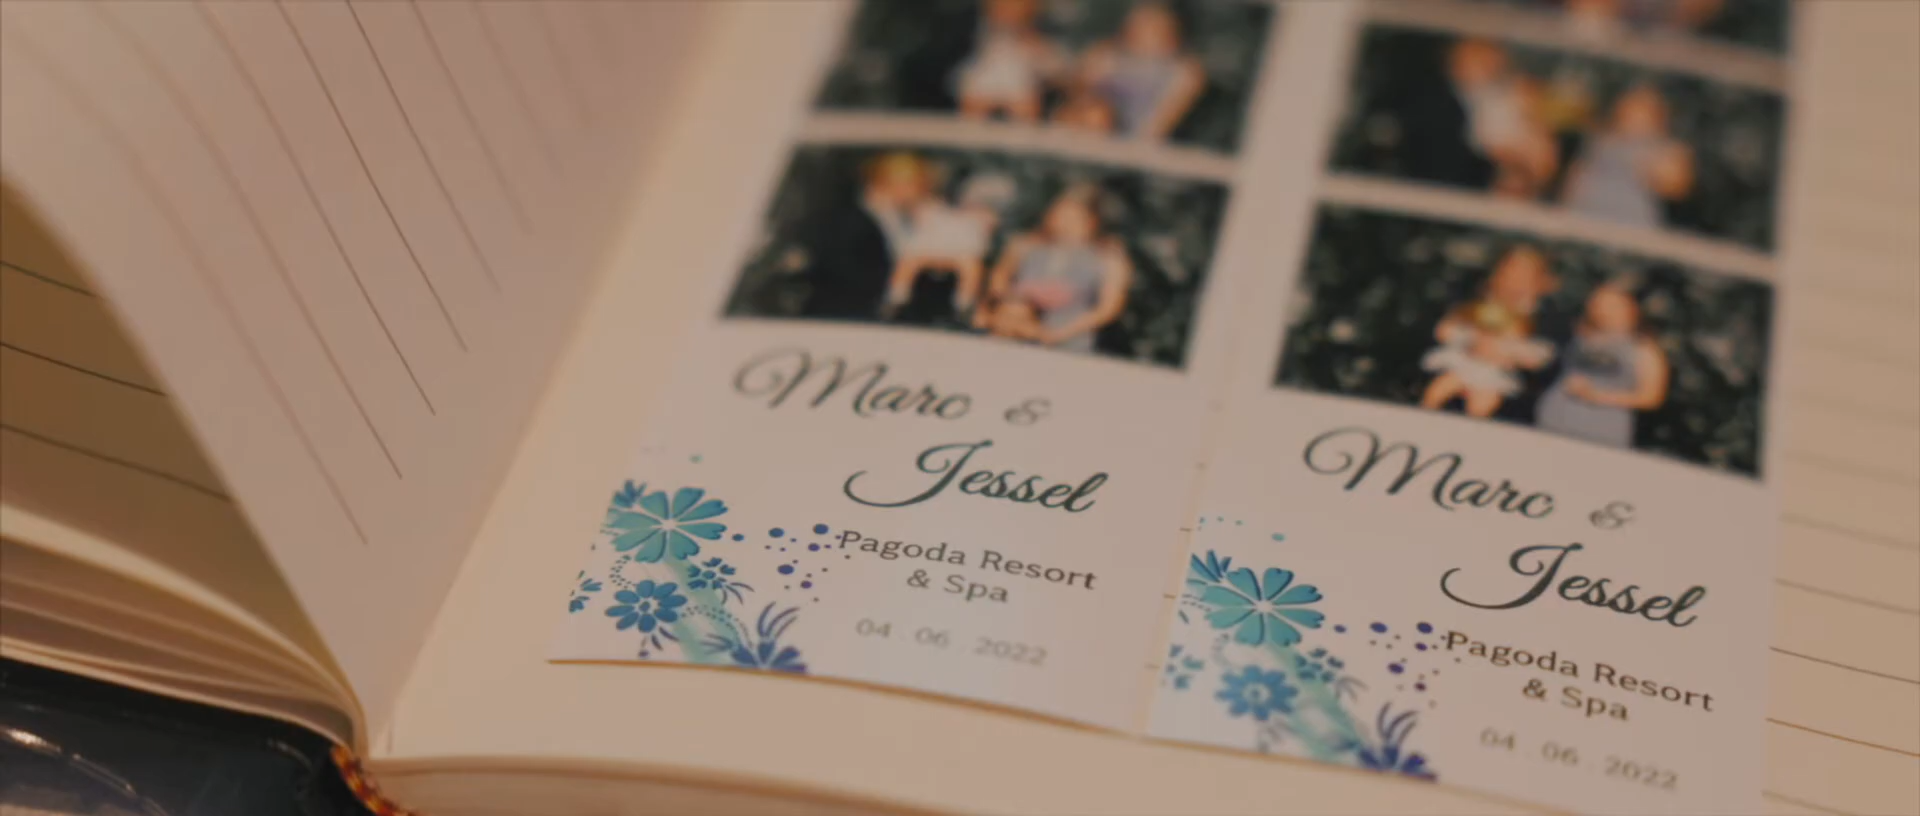 Marc &
Jessel
Pagoda Resort
& Spa
04 . 06 . 2022
Marc &
Jessel
Pagoda Resort
& Spa
04 . 06 . 2022